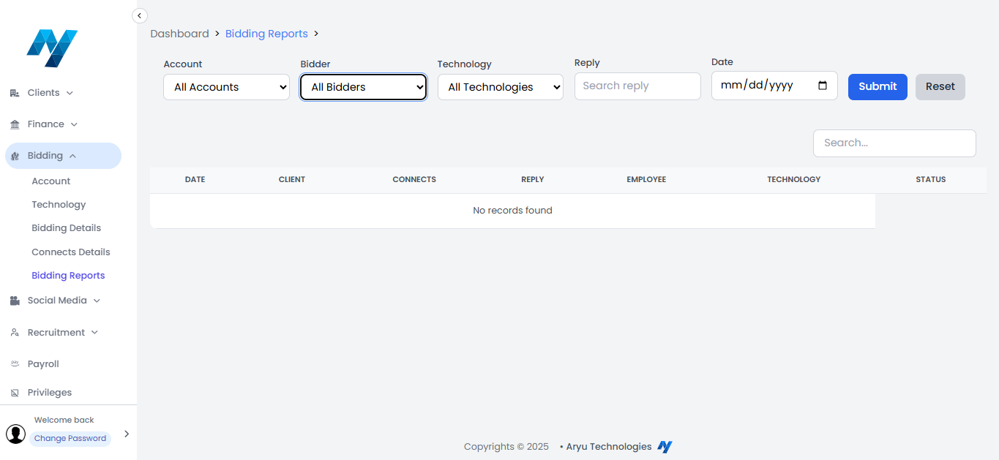 Dashboard > Bidding Reports >
Account
Bidder
Technology
Reply
Date
All Accounts
All Bidders
All Technologies
Search reply
mm/dd/yyyy
Submit
Reset
Search...
DATE CLIENT CONNECTS REPLY EMPLOYEE TECHNOLOGY STATUS
No records found
Clients
Finance
Bidding
Account
Technology
Bidding Details
Connects Details
Bidding Reports
Social Media
Recruitment
Payroll
Privileges
Welcome back
Change Password
Copyrights © 2025 • Aryu Technologies